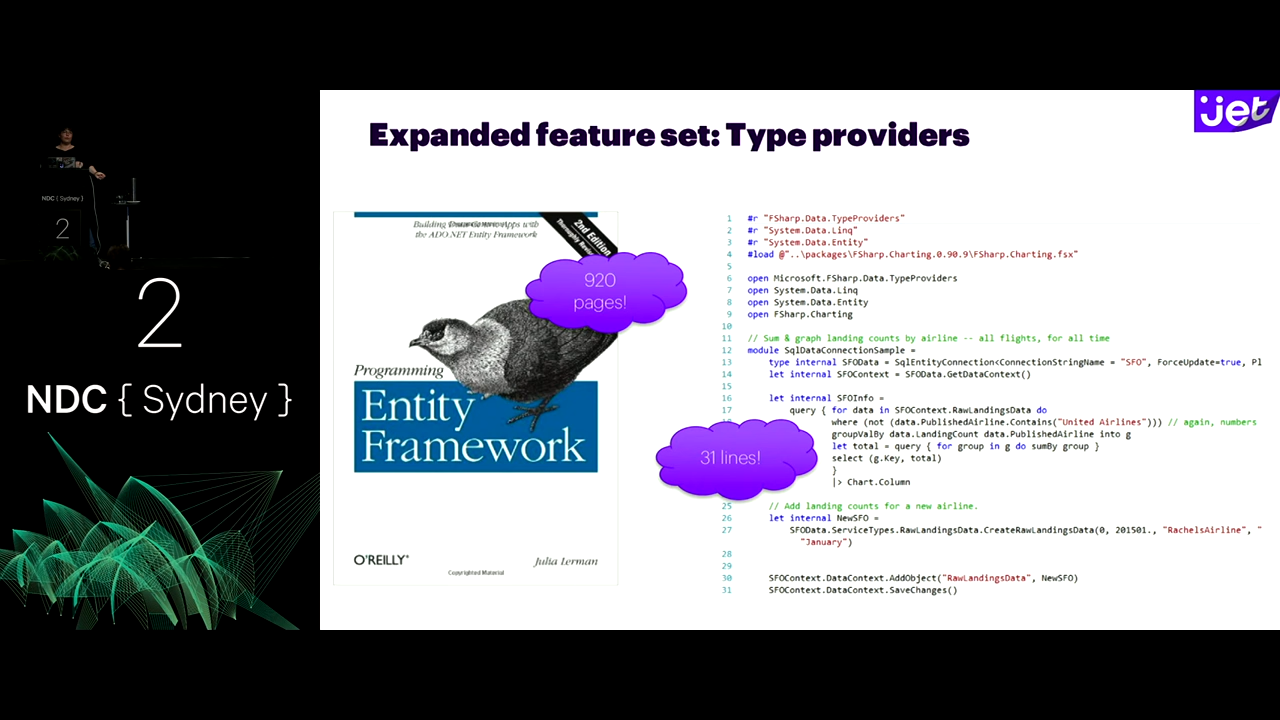 NDC { Sydney }
2
2
NDC { Sydney }
jet
Expanded feature set: Type providers
the ADO.NET Entity Framework
2nd Edition
920
pages!
Programming
Entity
Framework
O'REILLY®
Julia Lerman
Copyrighted Material
31 lines!
1 #r "FSharp.Data.TypeProviders"
2 #r "System.Data.Linq"
3 #r "System.Data.Entity"
4 #load @"..\packages\FSharp.Charting.0.90.9\FSharp.Charting.fsx"
5
6 open Microsoft.FSharp.Data.TypeProviders
7 open System.Data.Linq
8 open System.Data.Entity
9 open FSharp.Charting
10
11 // Sum & graph landing counts by airline -- all flights, for all time
12 module SqlDataConnectionSample =
13 type internal SFOData = SqlEntityConnection<ConnectionStringName = "SFO", ForceUpdate=true, Pl
14 let internal SFOContext = SFOData.GetDataContext()
15
16 let internal SFOInfo =
17 query { for data in SFOContext.RawLandingsData do
where (not (data.PublishedAirline.Contains("United Airlines"))) // again, numbers
groupValBy data.LandingCount data.PublishedAirline into g
let total = query { for group in g do sumBy group }
select (g.Key, total)
}
|> Chart.Column
25 // Add landing counts for a new airline.
26 let internal NewSFO =
27 SFOData.ServiceTypes.RawLandingsData.CreateRawLandingsData(0, 201501., "RachelsAirline", "
"January")
28
29
30 SFOContext.DataContext.AddObject("RawLandingsData", NewSFO)
31 SFOContext.DataContext.SaveChanges()